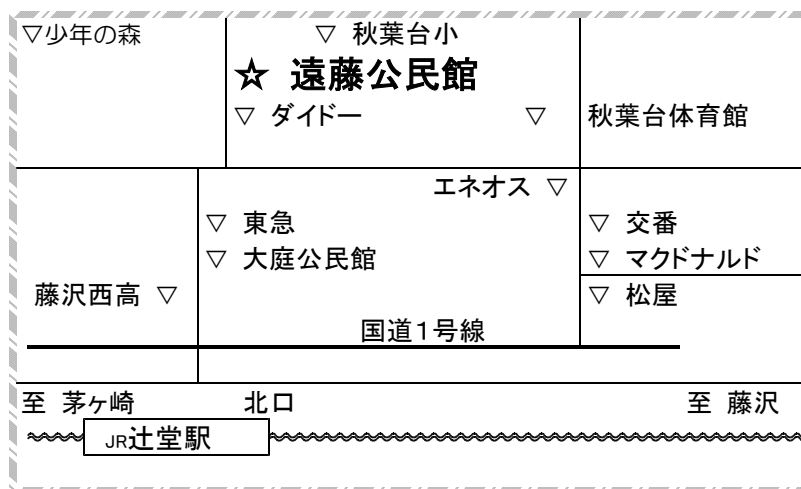 ▽少年の森
▽ 秋葉台小
☆ 遠藤公民館
▽ ダイドー ▽ 秋葉台体育館
エネオス ▽
▽ 東急 ▽ 交番
▽ 大庭公民館 ▽ マクドナルド
藤沢西高 ▽ ▽ 松屋
国道1号線
至 茅ヶ崎 北口 至 藤沢
JR辻堂駅